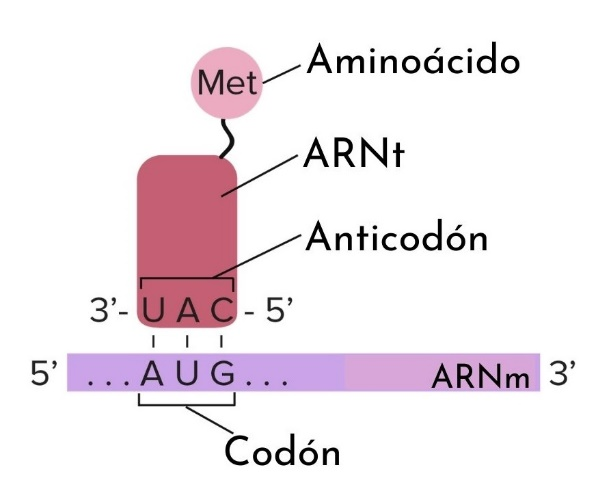 Met
Aminoácido
ARNt
Anticodón
3’- U A C - 5’
5’ ...A U G... ARNm 3’
Codón